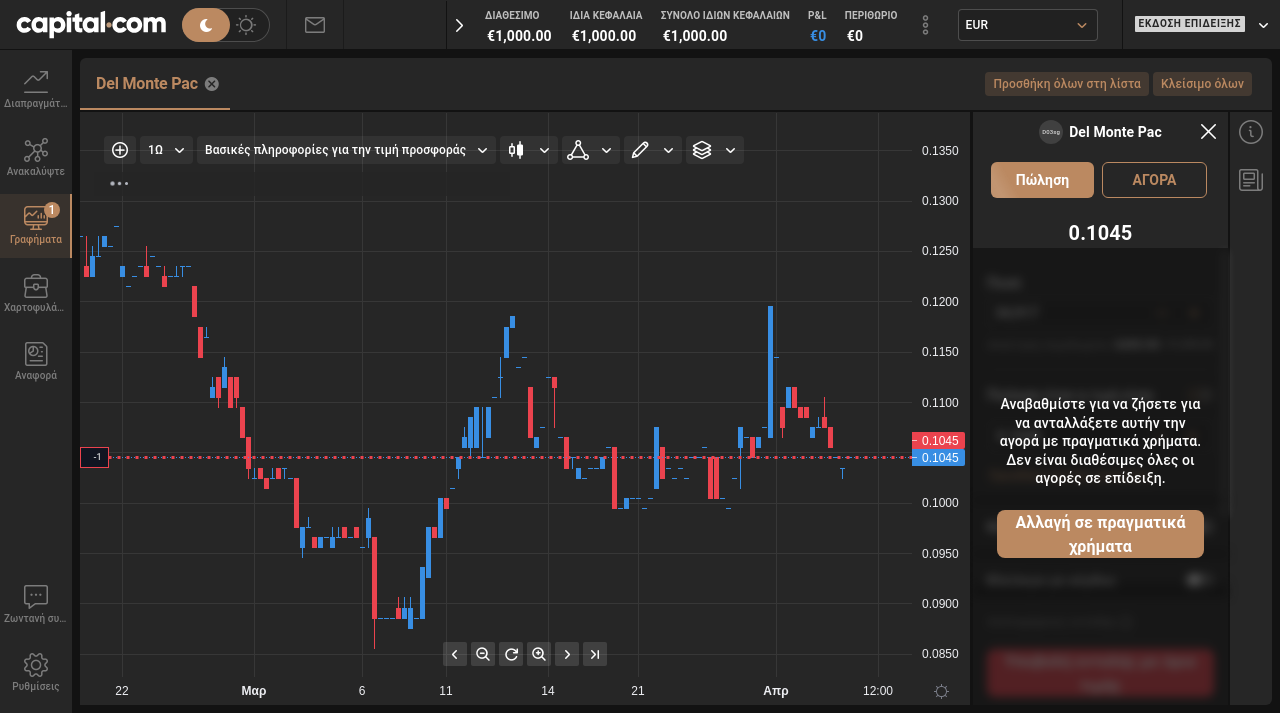 capital.com
ΔΙΑΘΕΣΙΜΟ
€1,000.00
ΙΔΙΑ ΚΕΦΑΛΑΙΑ
€1,000.00
ΣΥΝΟΛΟ ΙΔΙΩΝ ΚΕΦΑΛΑΙΩΝ
€1,000.00
P&L
€0
ΠΕΡΙΘΩΡΙΟ
€0
EUR
ΕΚΔΟΣΗ ΕΠΙΔΕΙΞΗΣ
Διαπραγμάτ...
Ανακαλύψτε
1
Γραφήματα
Χαρτοφυλά...
Αναφορά
Ζωντανή συ...
Ρυθμίσεις
Del Monte Pac
Προσθήκη όλων στη λίστα
Κλείσιμο όλων
1Ω
Βασικές πληροφορίες για την τιμή προσφοράς
0.1350
0.1300
0.1250
0.1200
0.1150
0.1100
0.1045
0.1045
0.1000
0.0950
0.0900
0.0850
-1
22
Μαρ
6
11
14
21
Απρ
12:00
D03sg
Del Monte Pac
Πώληση
ΑΓΟΡΑ
0.1045
Αναβαθμίστε για να ζήσετε για
να ανταλλάξετε αυτήν την
αγορά με πραγματικά χρήματα.
Δεν είναι διαθέσιμες όλες οι
αγορές σε επίδειξη.
Αλλαγή σε πραγματικά
χρήματα